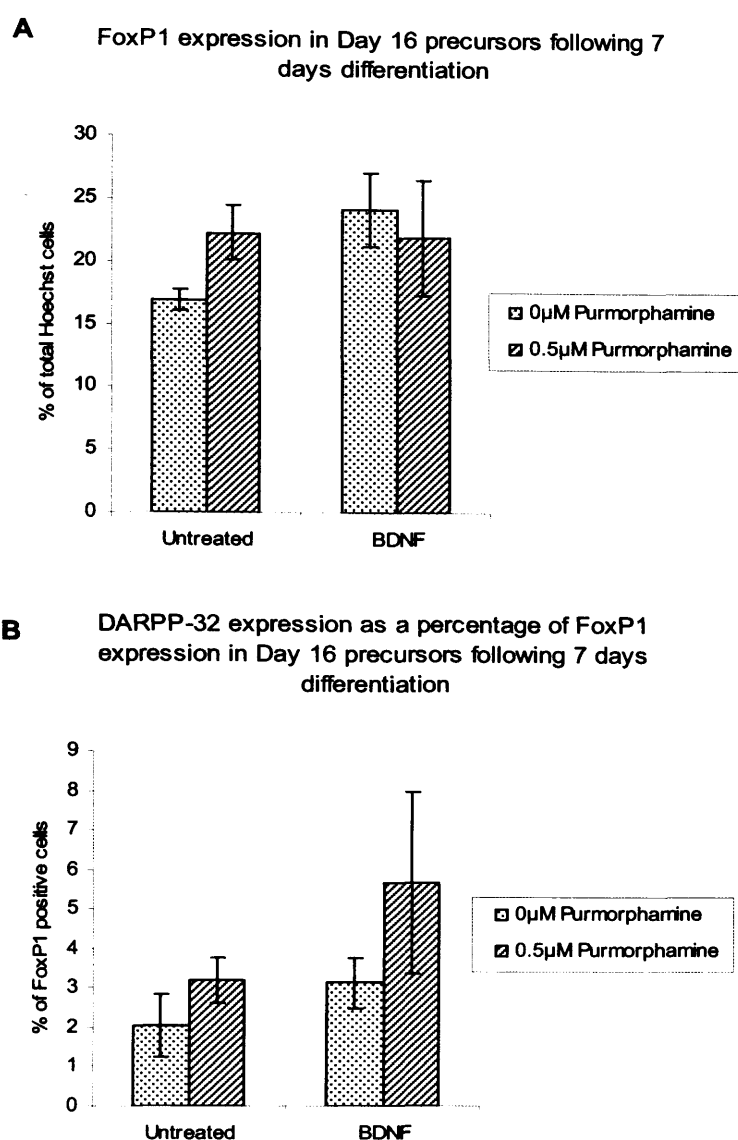 A
FoxP1 expression in Day 16 precursors following 7
days differentiation
30
25
20
15
10
5
0
% of total Hoechst cells
Untreated
BDNF
0µM Purmorphamine
0.5µM Purmorphamine
B
DARPP-32 expression as a percentage of FoxP1
expression in Day 16 precursors following 7 days
differentiation
9
8
7
6
5
4
3
2
1
0
% of FoxP1 positive cells
Untreated
BDNF
0µM Purmorphamine
0.5µM Purmorphamine